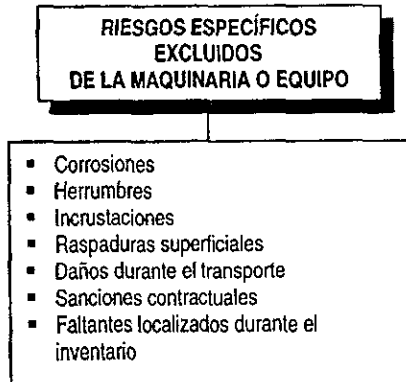 RIESGOS ESPECÍFICOS
EXCLUIDOS
DE LA MAQUINARIA O EQUIPO
▪ Corrosiones
▪ Herrumbres
▪ Incrustaciones
▪ Raspaduras superficiales
▪ Daños durante el transporte
▪ Sanciones contractuales
▪ Faltantes localizados durante el
inventario